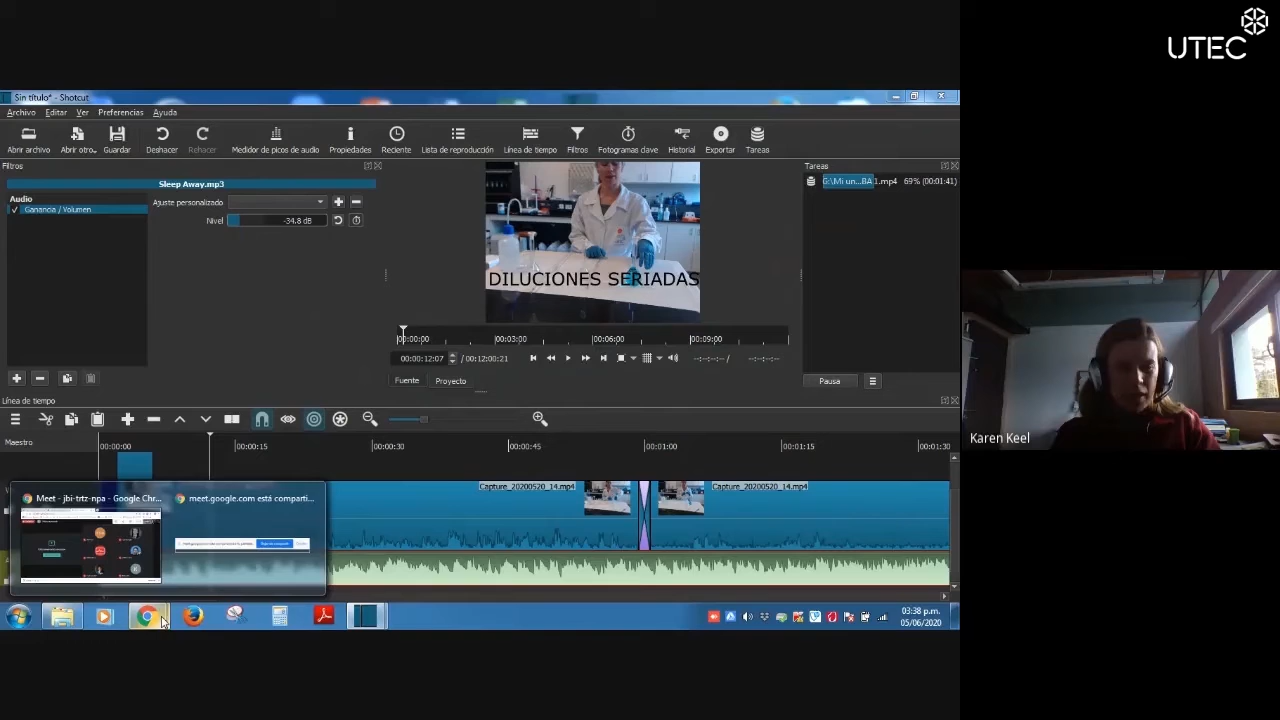 UTEC
Sin título* - Shotcut
Archivo Editar Ver Preferencias Ayuda
Abrir archivo Abrir otro... Guardar Deshacer Rehacer Medidor de picos de audio Propiedades Reciente Lista de reproducción Línea de tiempo Filtros Fotogramas clave Historial Exportar Tareas
Filtros
Sleep Away.mp3
Audio
Ganancia / Volumen
Ajuste personalizado
Nivel -34.8 dB
DILUCIONES SERIADAS
00:00:00 00:03:00 00:06:00 00:09:00
00:00:12:07 / 00:12:00:21 --:--:--:-- / --:--:--:--
Fuente Proyecto
Tareas
G:\Mi un...BA 1.mp4 69% (00:01:41)
Pausa
Karen Keel
Línea de tiempo
Maestro 00:00:00 00:00:15 00:00:30 00:00:45 00:01:00 00:01:15 00:01:30
Capture_20200520_14.mp4 Capture_20200520_14.mp4
Meet - jbi-trtz-npa - Google Chr... meet.google.com está comparti...
03:38 p.m.
05/06/2020